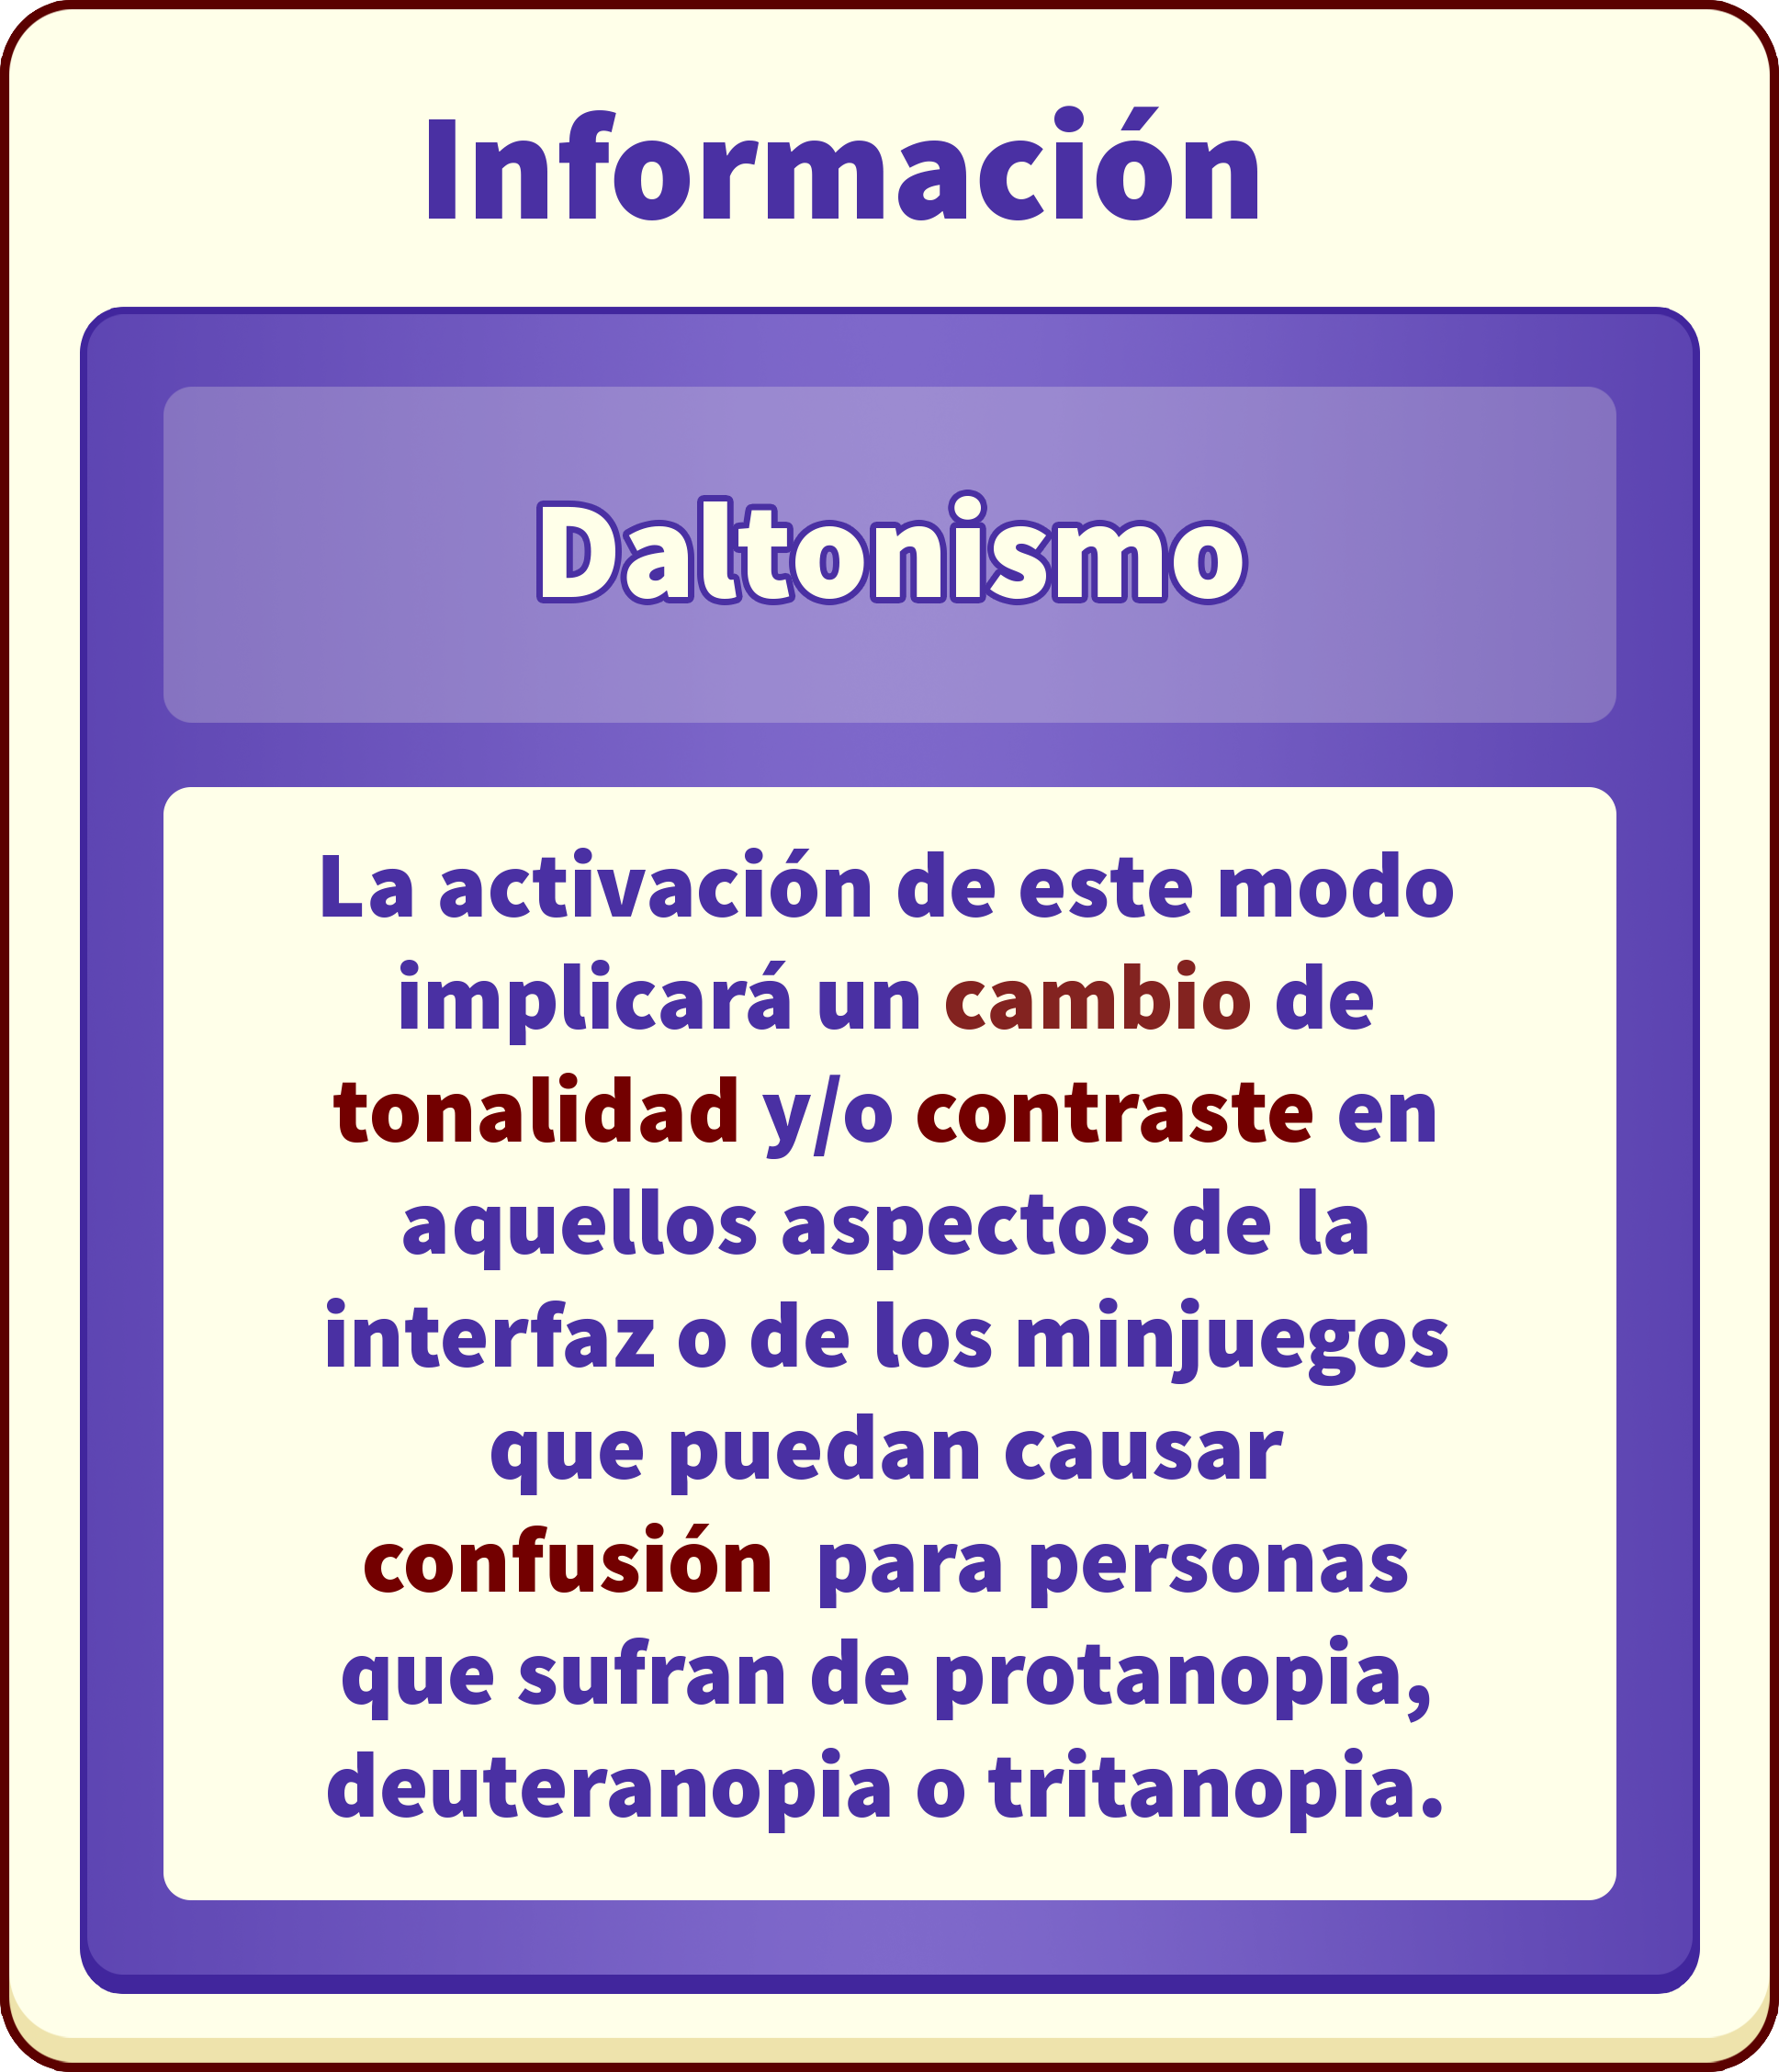 Información
Daltonismo
La activación de este modo
implicará un cambio de
tonalidad y/o contraste en
aquellos aspectos de la
interfaz o de los minjuegos
que puedan causar
confusión para personas
que sufran de protanopia,
deuteranopia o tritanopia.